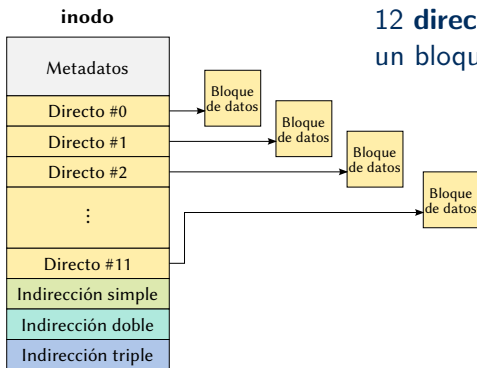 inodo
12 direc
un bloqu
Metadatos
Directo #0
Directo #1
Directo #2
⋮
Directo #11
Indirección simple
Indirección doble
Indirección triple
Bloque
de datos
Bloque
de datos
Bloque
de datos
Bloque
de datos